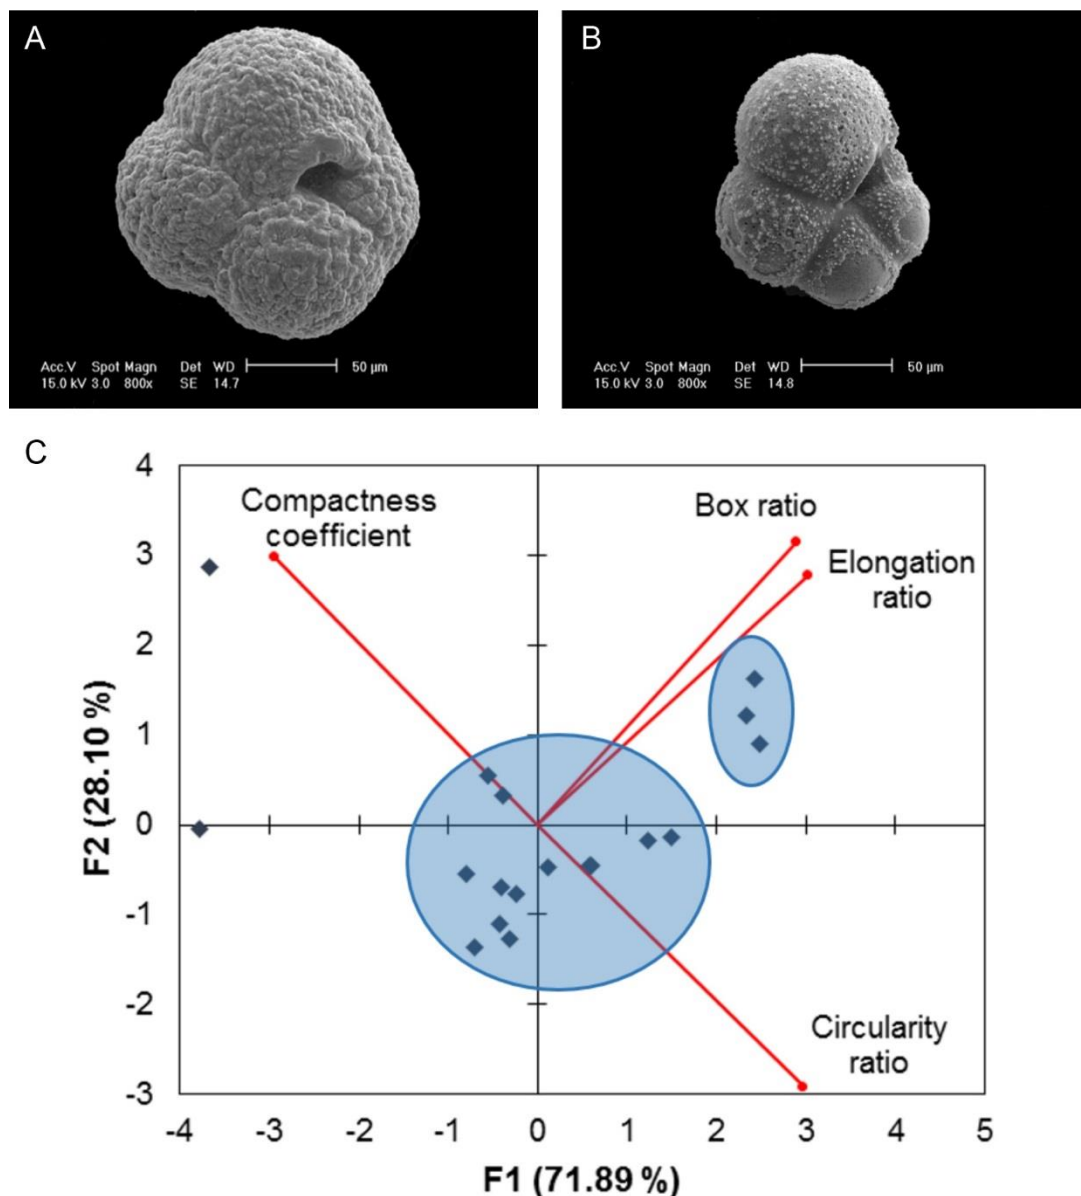 A
Acc.V Spot Magn Det WD 50 µm
15.0 kV 3.0 800x SE 14.7
B
Acc.V Spot Magn Det WD 50 µm
15.0 kV 3.0 800x SE 14.8
C
4
3
2
1
0
-1
-2
-3
F2 (28.10 %)
Compactness
coefficient
Box ratio
Elongation
ratio
Circularity
ratio
-4 -3 -2 -1 0 1 2 3 4 5
F1 (71.89 %)